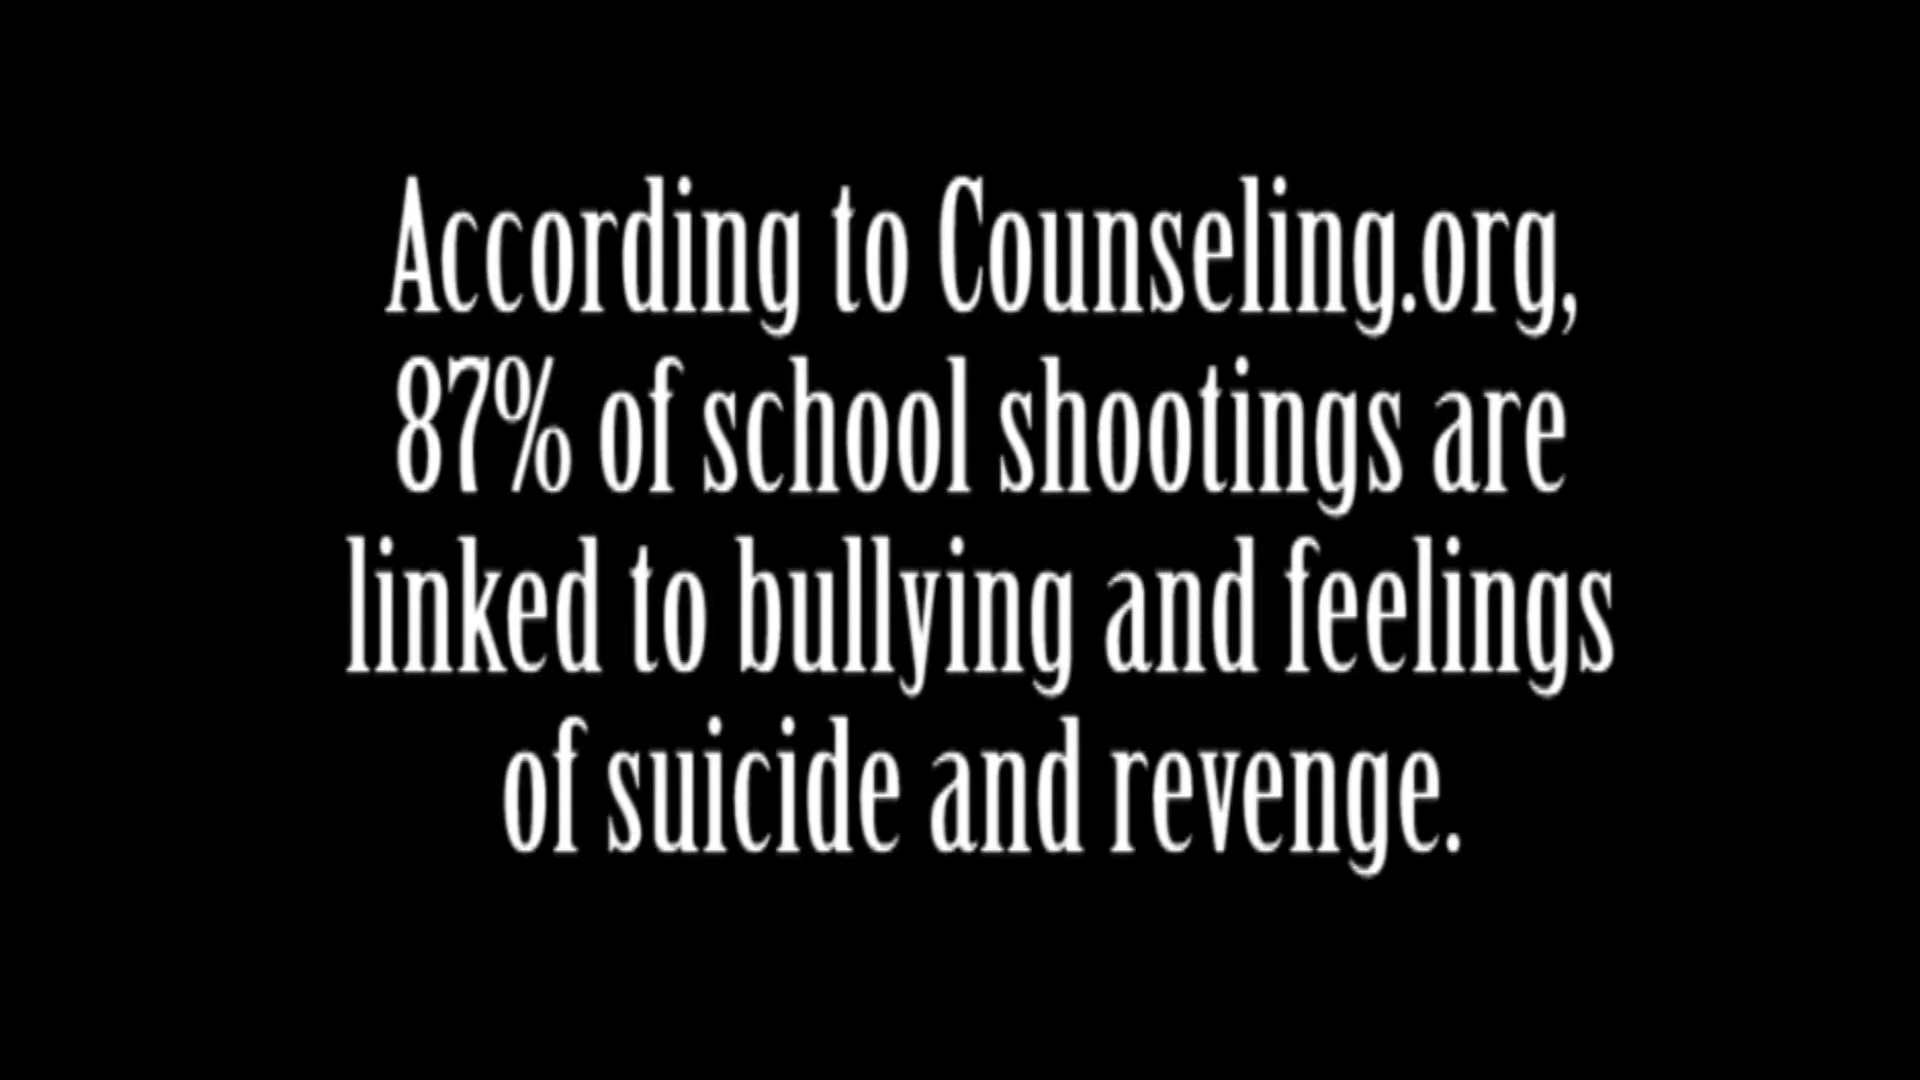 According to Counseling.org,
87% of school shootings are
linked to bullying and feelings
of suicide and revenge.